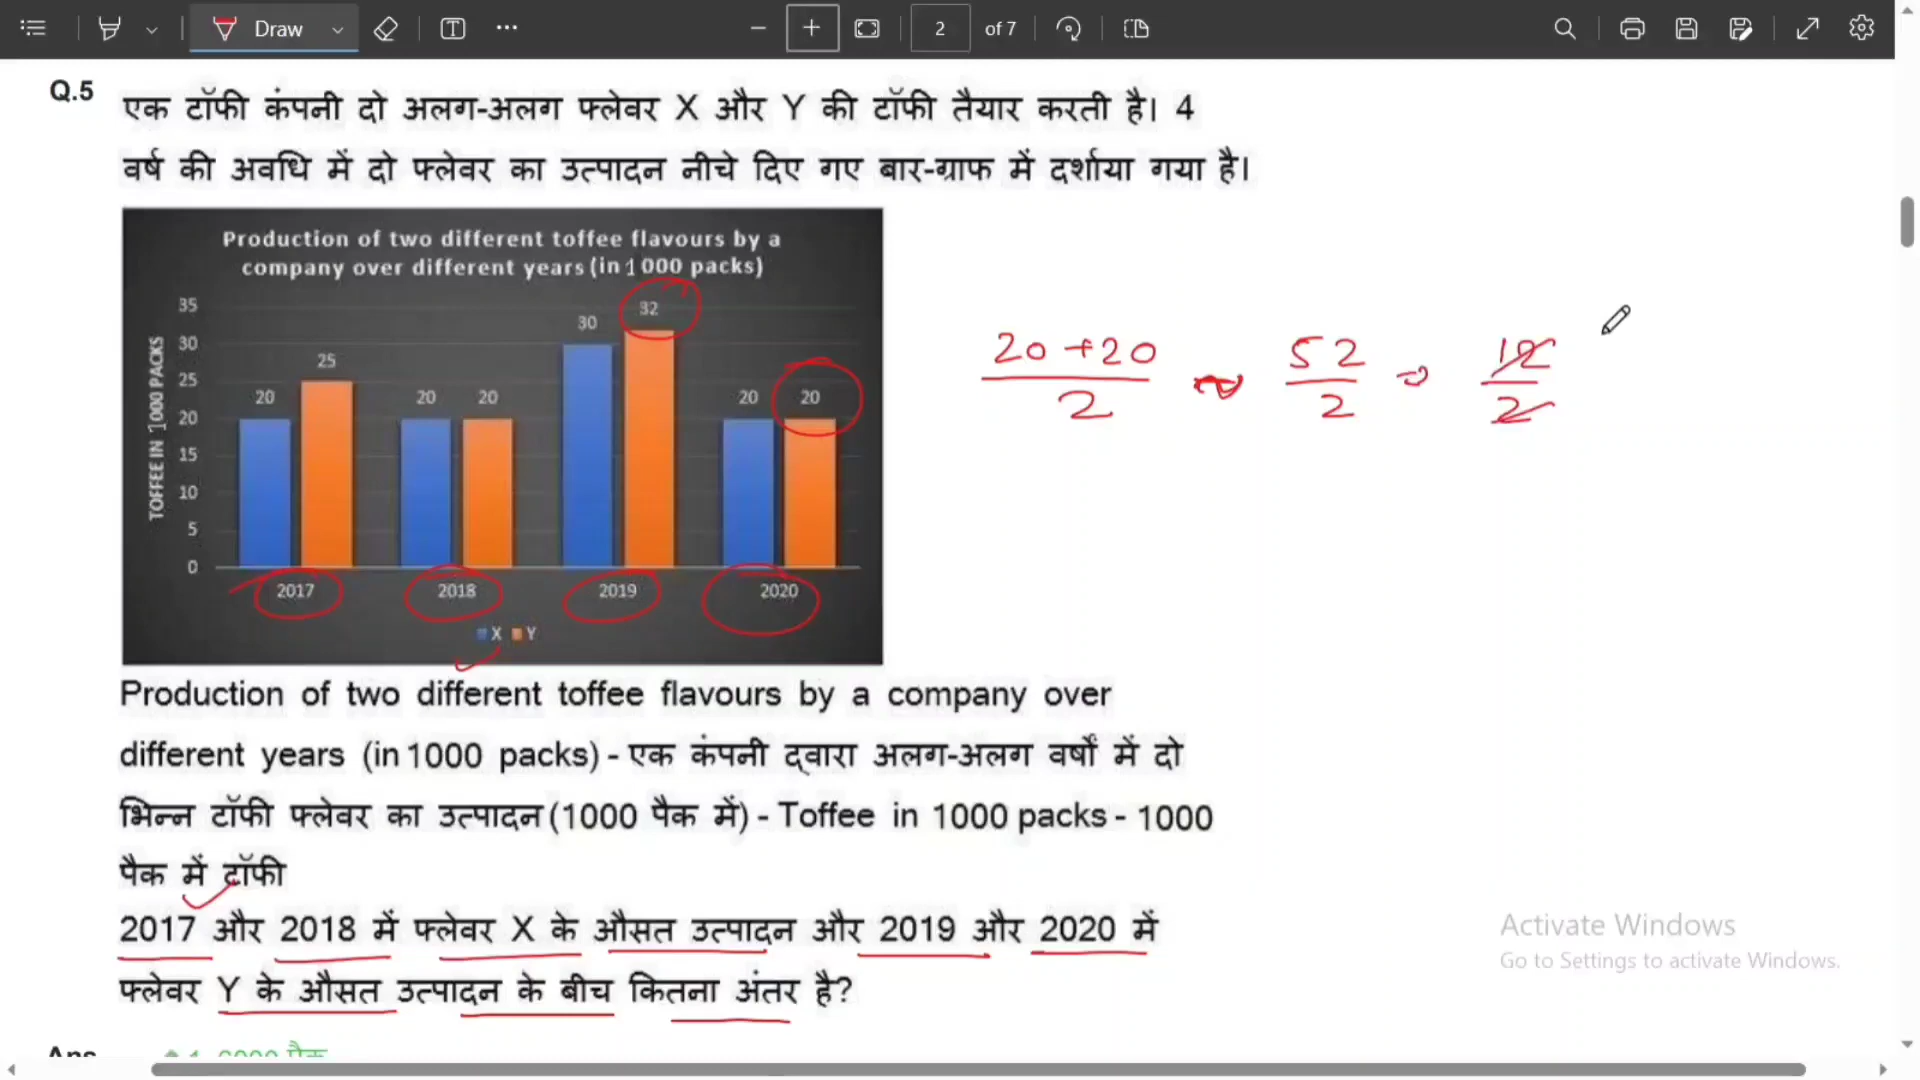 Draw
2 of 7
Q.5 एक टॉफी कंपनी दो अलग-अलग फ्लेवर X और Y की टॉफी तैयार करती है। 4
वर्ष की अवधि में दो फ्लेवर का उत्पादन नीचे दिए गए बार-ग्राफ में दर्शाया गया है।
Production of two different toffee flavours by a
company over different years (in 1000 packs)
TOFFEE IN 1000 PACKS
35
30
25
20
15
10
5
0
20 25 20 20 30 32 20 20
2017 2018 2019 2020
X Y
20+20 ~ 52 ⇒ 12
2 2 2
Production of two different toffee flavours by a company over
different years (in 1000 packs) - एक कंपनी द्वारा अलग-अलग वर्षों में दो
भिन्न टॉफी फ्लेवर का उत्पादन (1000 पैक में) - Toffee in 1000 packs - 1000
पैक में टॉफी
2017 और 2018 में फ्लेवर X के औसत उत्पादन और 2019 और 2020 में
फ्लेवर Y के औसत उत्पादन के बीच कितना अंतर है?
Activate Windows
Go to Settings to activate Windows.
Ans 1. 6000 पैक